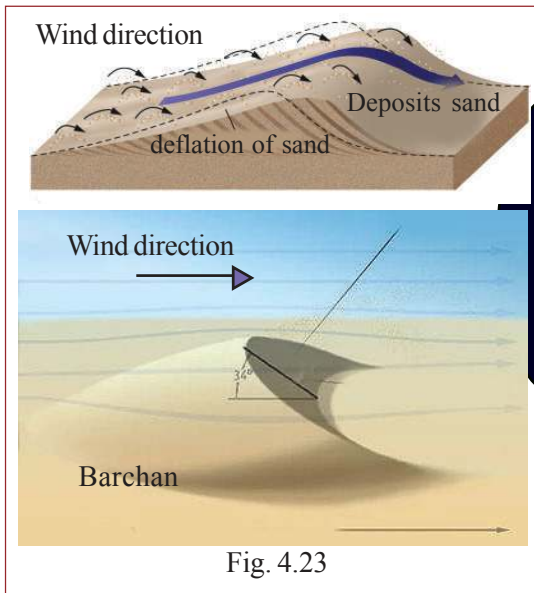 Wind direction
Deposits sand
deflation of sand
Wind direction
34°
Barchan
Fig. 4.23